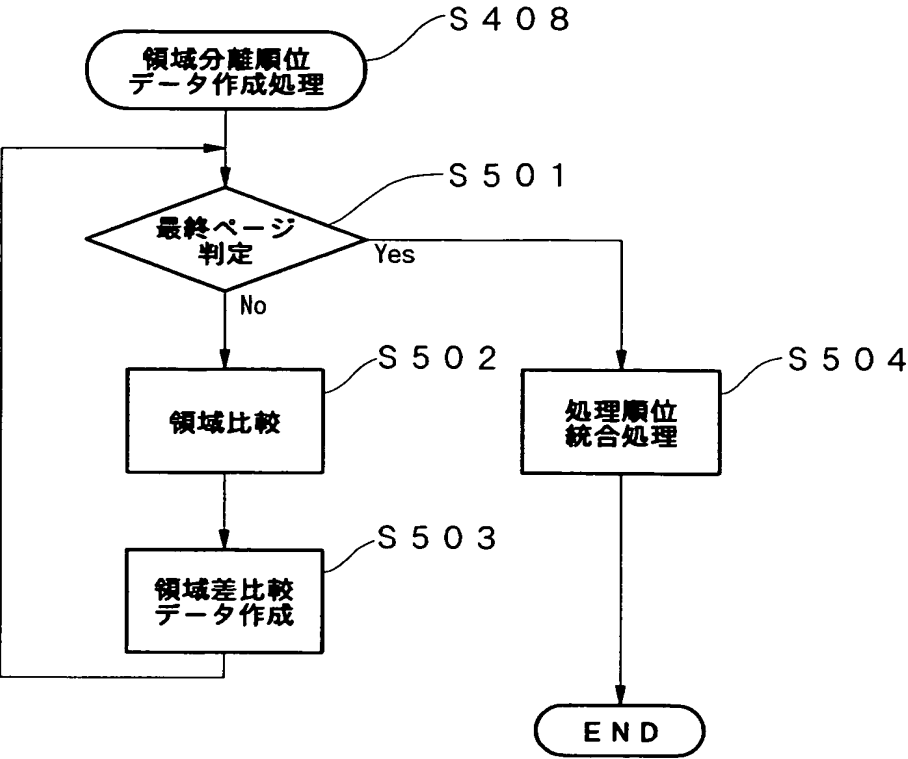 Ｓ４０８
領域分離順位
データ作成処理
Ｓ５０１
最終ページ
判定
Yes
No
Ｓ５０２
領域比較
Ｓ５０４
処理順位
統合処理
Ｓ５０３
領域差比較
データ作成
ＥＮＤ